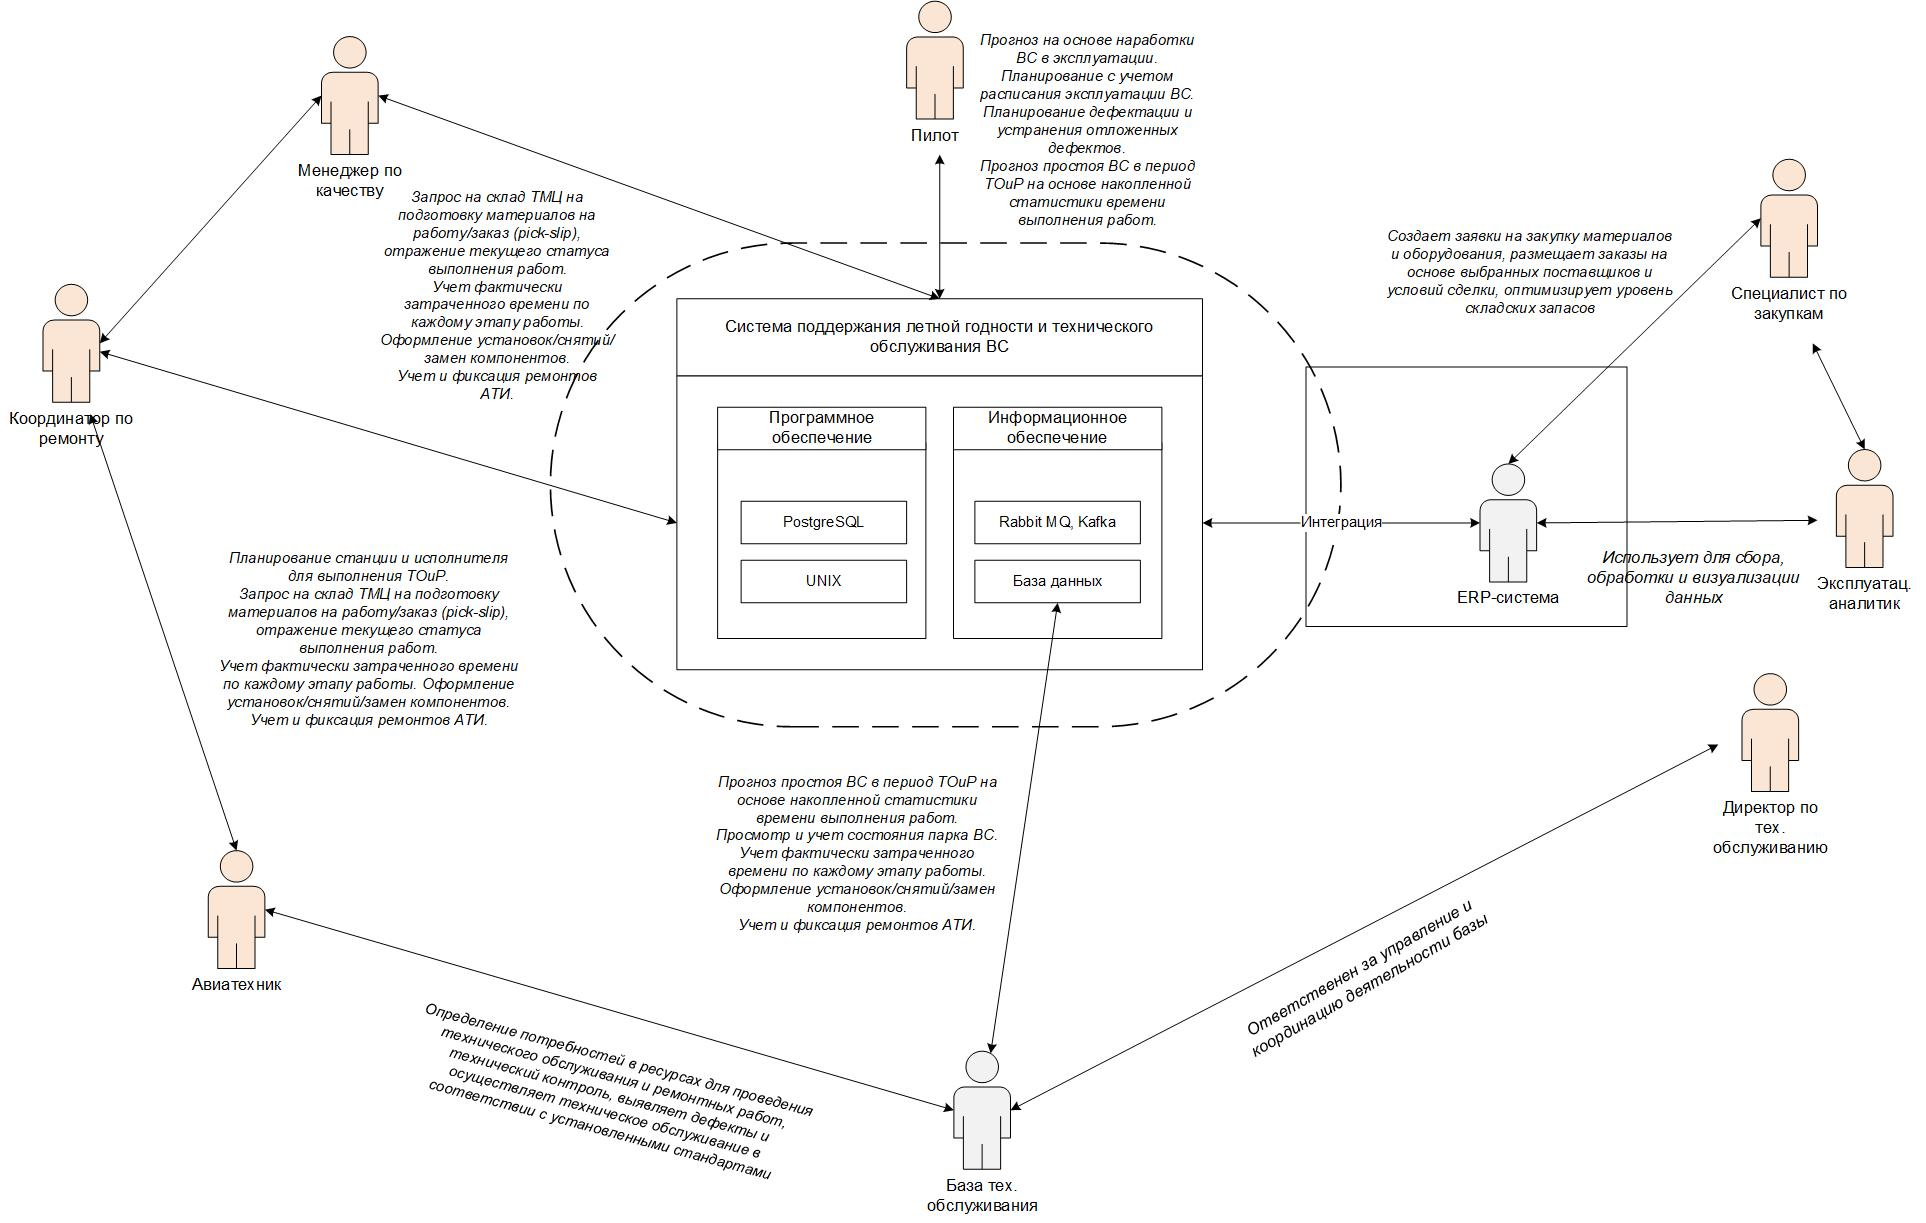 Пилот
Прогноз на основе наработки
ВС в эксплуатации.
Планирование с учетом
расписания эксплуатации ВС.
Планирование дефектации и
устранения отложенных
дефектов.
Прогноз простоя ВС в период
ТОиР на основе накопленной
статистики времени
выполнения работ.
Менеджер по
качеству
Запрос на склад ТМЦ на
подготовку материалов на
работу/заказ (pick-slip),
отражение текущего статуса
выполнения работ.
Учет фактически
затраченного времени по
каждому этапу работы.
Оформление установок/снятий/
замен компонентов.
Учет и фиксация ремонтов
АТИ.
Создает заявки на закупку материалов
и оборудования, размещает заказы на
основе выбранных поставщиков и
условий сделки, оптимизирует уровень
складских запасов
Специалист по
закупкам
Координатор по
ремонту
Система поддержания летной годности и технического
обслуживания ВС
Программное
обеспечение
PostgreSQL
UNIX
Информационное
обеспечение
Rabbit MQ, Kafka
База данных
Интеграция
ERP-система
Использует для сбора,
обработки и визуализации
данных
Эксплуатац.
аналитик
Планирование станции и исполнителя
для выполнения ТОиР.
Запрос на склад ТМЦ на подготовку
материалов на работу/заказ (pick-slip),
отражение текущего статуса
выполнения работ.
Учет фактически затраченного времени
по каждому этапу работы. Оформление
установок/снятий/замен компонентов.
Учет и фиксация ремонтов АТИ.
Прогноз простоя ВС в период ТОиР на
основе накопленной статистики
времени выполнения работ.
Просмотр и учет состояния парка ВС.
Учет фактически затраченного
времени по каждому этапу работы.
Оформление установок/снятий/замен
компонентов.
Учет и фиксация ремонтов АТИ.
Директор по
тех.
обслуживанию
Ответственен за управление и
координацию деятельности базы
Авиатехник
Определение потребностей в ресурсах для проведения
технического обслуживания и ремонтных работ,
технический контроль, выявляет дефекты и
осуществляет техническое обслуживание в
соответствии с установленными стандартами
База тех.
обслуживания